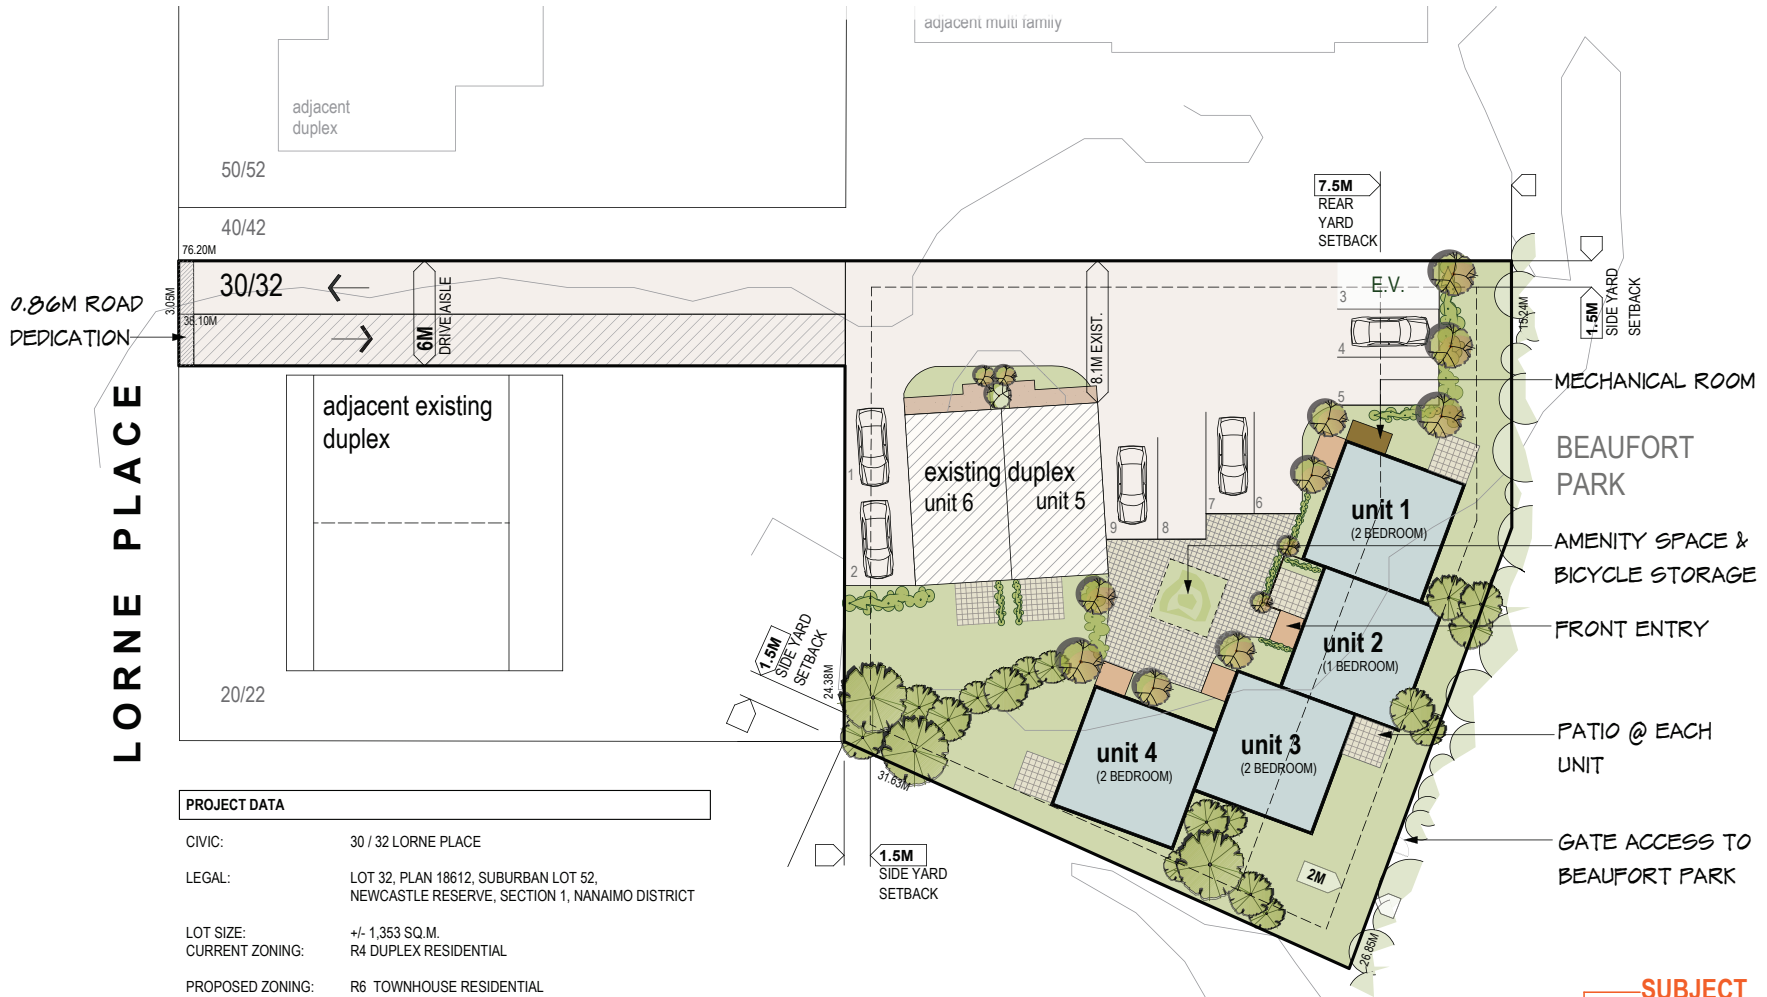 adjacent multi family
adjacent
duplex
50/52
40/42
76.20M
30/32
3.05M
38.10M
0.86M ROAD
DEDICATION
6M
DRIVE AISLE
8.1M EXIST.
7.5M
REAR
YARD
SETBACK
E.V.
3
4
5
15.24M
1.5M
SIDE YARD
SETBACK
MECHANICAL ROOM
BEAUFORT
PARK
LORNE PLACE
adjacent existing
duplex
1
2
existing duplex
unit 6
unit 5
9
8
7
6
unit 1
(2 BEDROOM)
AMENITY SPACE &
BICYCLE STORAGE
FRONT ENTRY
unit 2
(1 BEDROOM)
20/22
1.5M
SIDE YARD
SETBACK
24.38M
unit 4
(2 BEDROOM)
unit 3
(2 BEDROOM)
PATIO @ EACH
UNIT
31.63M
1.5M
SIDE YARD
SETBACK
2M
GATE ACCESS TO
BEAUFORT PARK
26.85M
PROJECT DATA
CIVIC: 30 / 32 LORNE PLACE
LEGAL: LOT 32, PLAN 18612, SUBURBAN LOT 52,
NEWCASTLE RESERVE, SECTION 1, NANAIMO DISTRICT
LOT SIZE: +/- 1,353 SQ.M.
CURRENT ZONING: R4 DUPLEX RESIDENTIAL
PROPOSED ZONING: R6 TOWNHOUSE RESIDENTIAL
SUBJECT